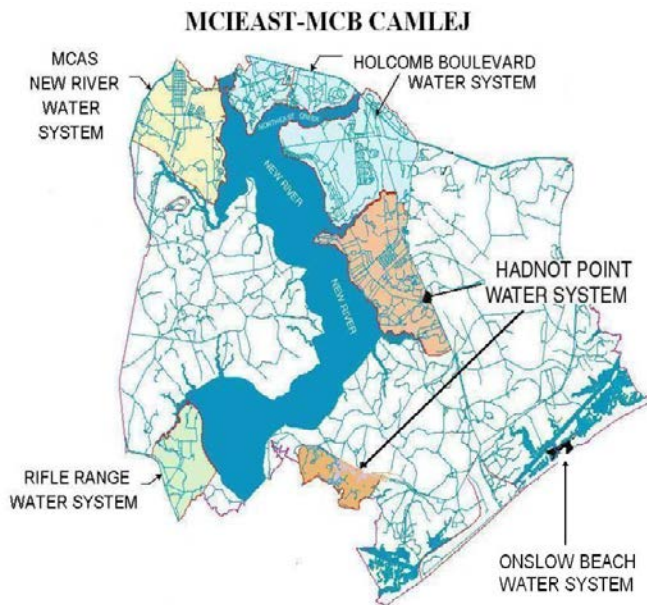 MCIEAST-MCB CAMLEJ
MCAS
NEW RIVER
WATER
SYSTEM
HOLCOMB BOULEVARD
WATER SYSTEM
NORTHEAST CREEK
NEW RIVER
NEW RIVER
HADNOT POINT
WATER SYSTEM
RIFLE RANGE
WATER SYSTEM
ONSLOW BEACH
WATER SYSTEM